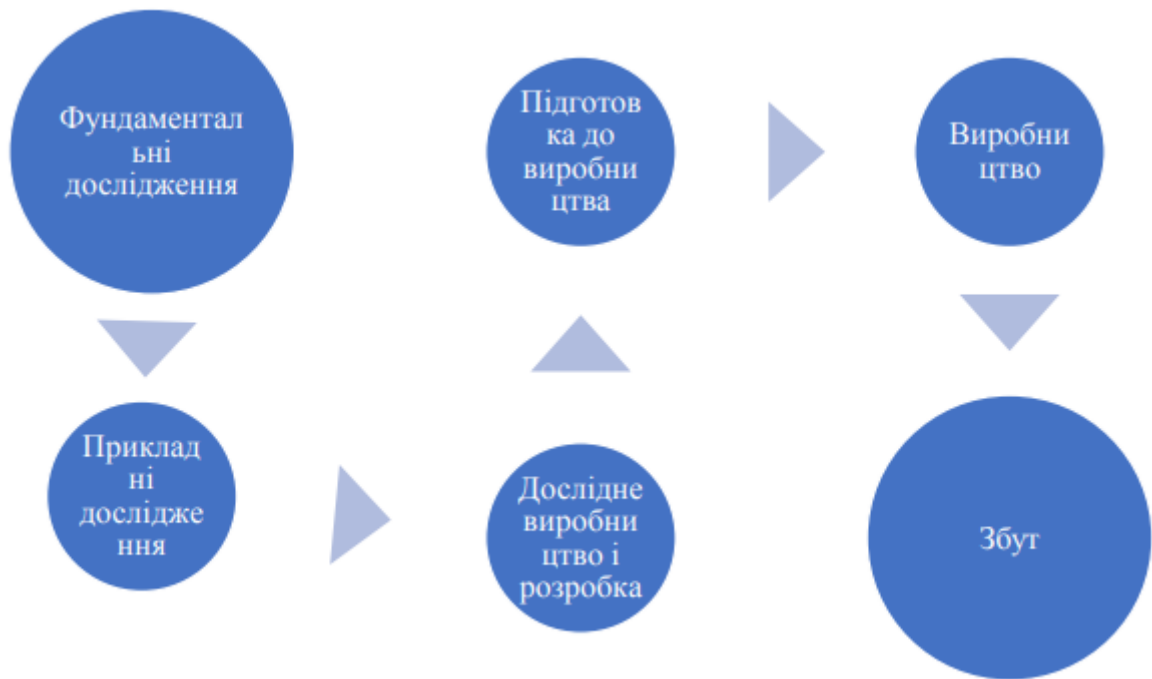 Фундаментал
ьні
дослідження
Приклад
ні
дослідже
ння
Дослідне
виробни
цтво і
розробка
Підготов
ка до
виробни
цтва
Виробни
цтво
Збут